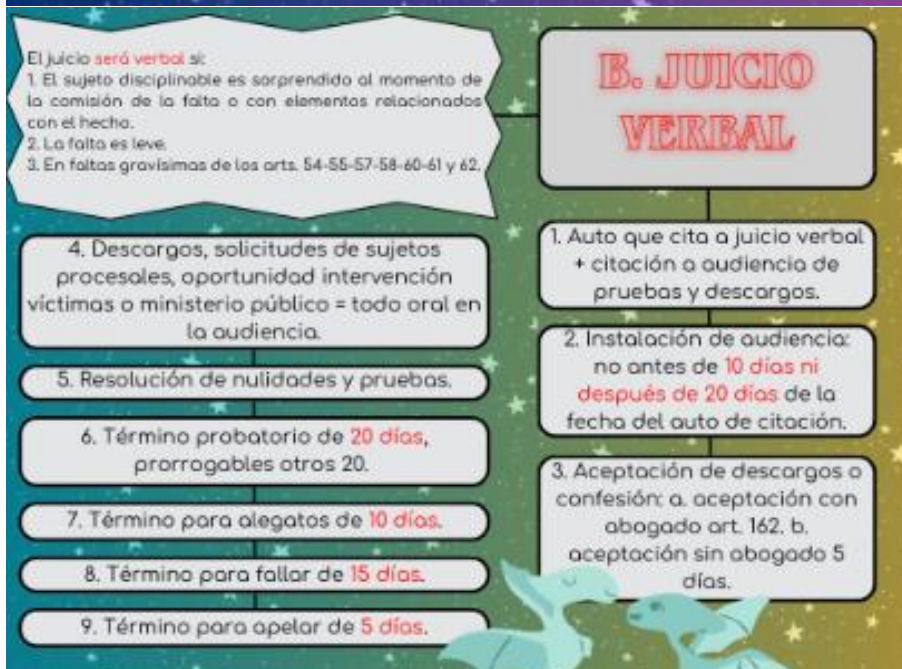 El juicio será verbal si:
1. El sujeto disciplinable es sorprendido al momento de
la comisión de la falta o con elementos relacionados
con el hecho.
2. La falta es leve.
3. En faltas gravísimas de los arts. 54-55-57-58-60-61 y 62.
B. JUICIO
VERBAL
1. Auto que cita a juicio verbal
+ citación a audiencia de
pruebas y descargos.
2. Instalación de audiencia:
no antes de 10 días ni
después de 20 días de la
fecha del auto de citación.
3. Aceptación de descargos o
confesión: a. aceptación con
abogado art. 162. b.
aceptación sin abogado 5
días.
4. Descargos, solicitudes de sujetos
procesales, oportunidad intervención
víctimas o ministerio público = todo oral en
la audiencia.
5. Resolución de nulidades y pruebas.
6. Término probatorio de 20 días,
prorrogables otros 20.
7. Término para alegatos de 10 días.
8. Término para fallar de 15 días.
9. Término para apelar de 5 días.